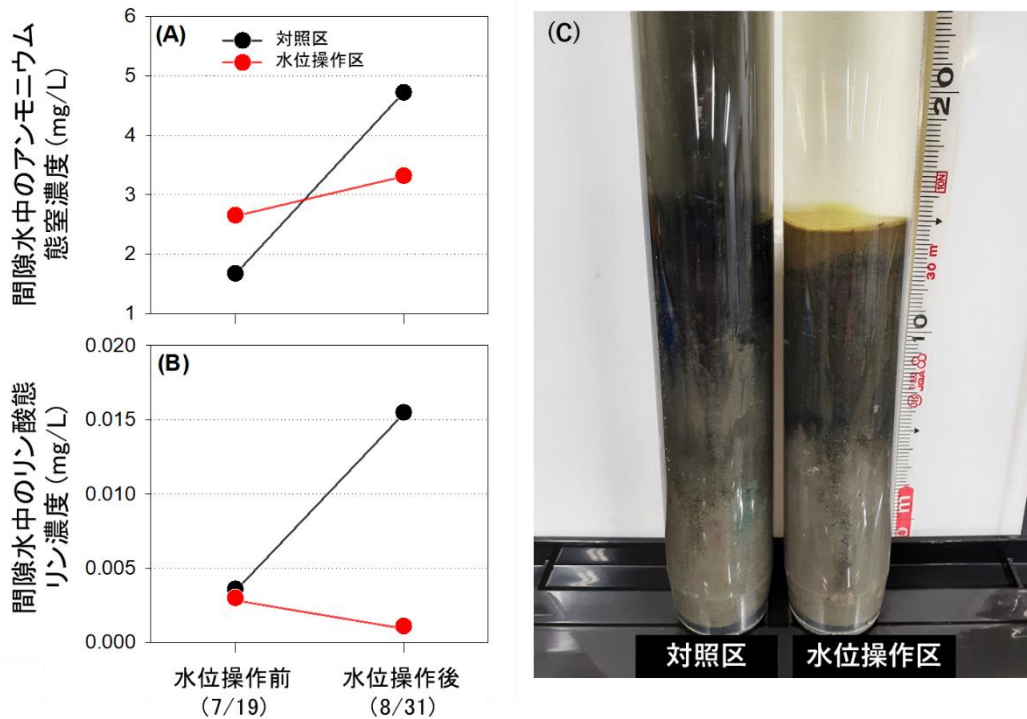 間隙水中のアンモニウム
態窒濃度 (mg/L)
6
5
4
3
2
1
(A)
対照区
水位操作区
間隙水中のリン酸態
リン濃度 (mg/L)
0.020
0.015
0.010
0.005
0.000
(B)
水位操作前
(7/19)
水位操作後
(8/31)
(C)
20
10N
30 m
10
m
対照区
水位操作区